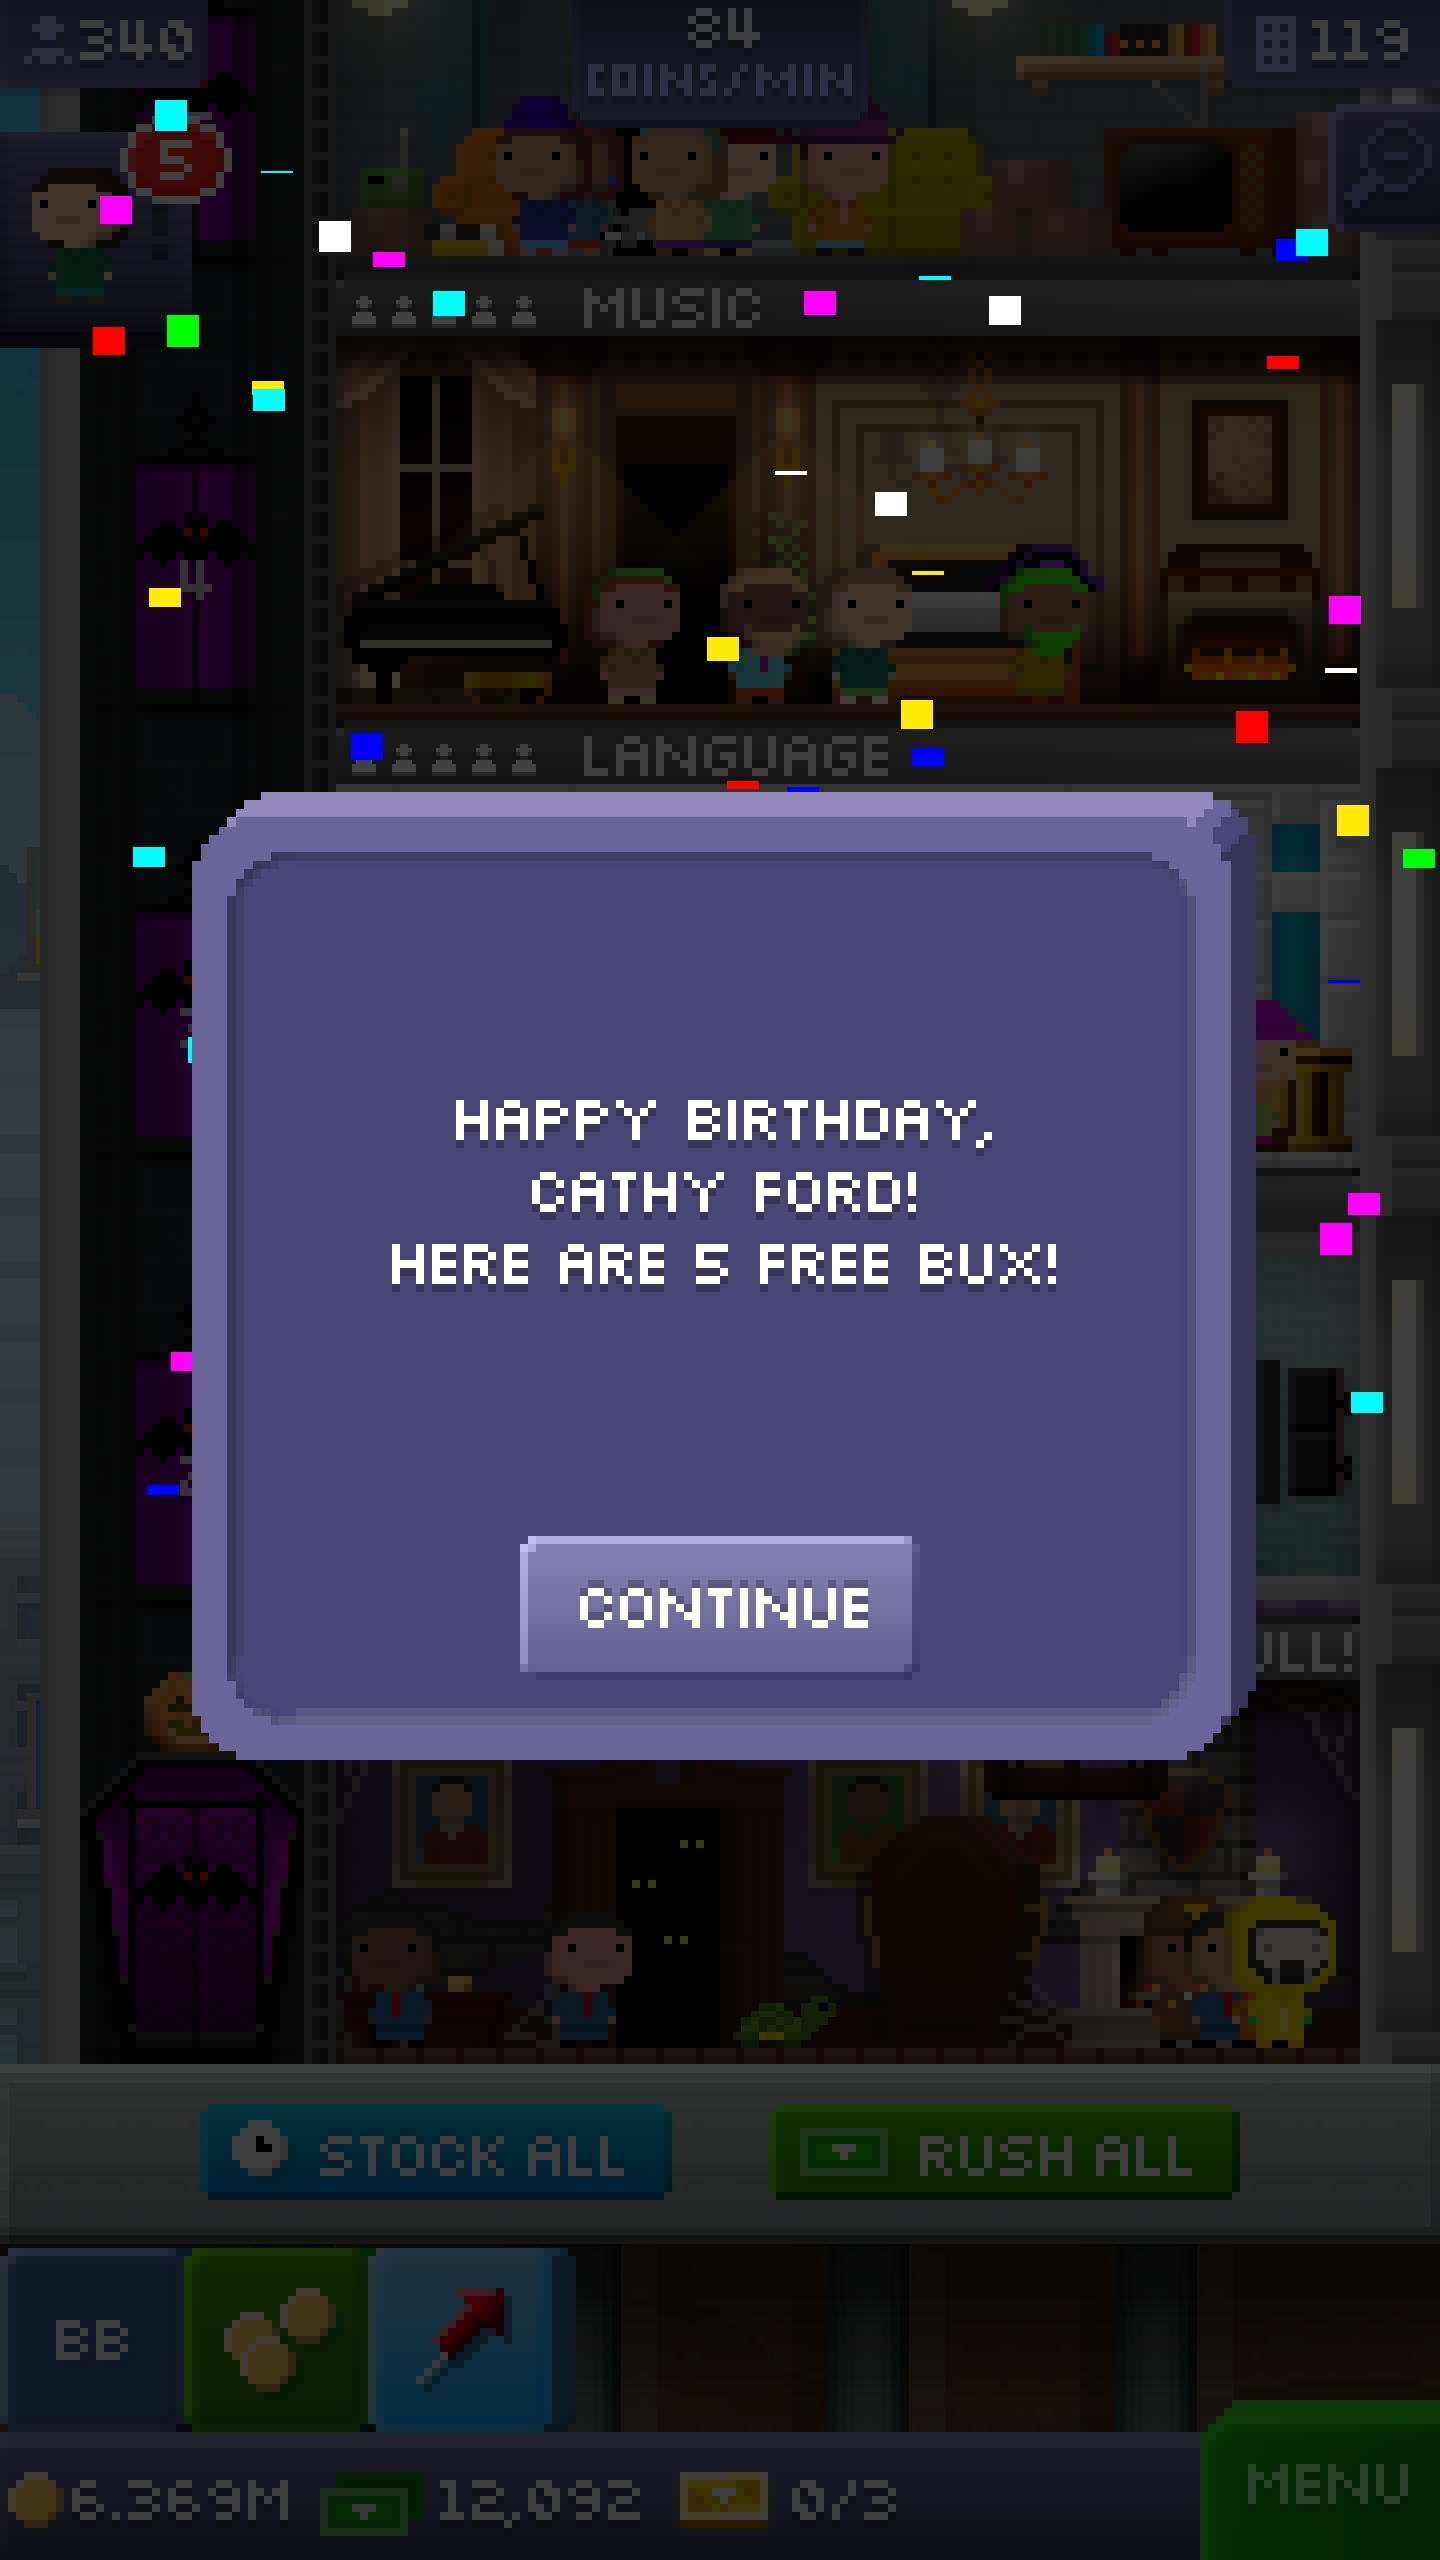 340
84
COINS/MIN
119
5
MUSIC
4
LANGUAGE
HAPPY BIRTHDAY,
CATHY FORD!
HERE ARE 5 FREE BUX!
CONTINUE
STOCK ALL
RUSH ALL
BB
6.369M
12,092
0/3
MENU